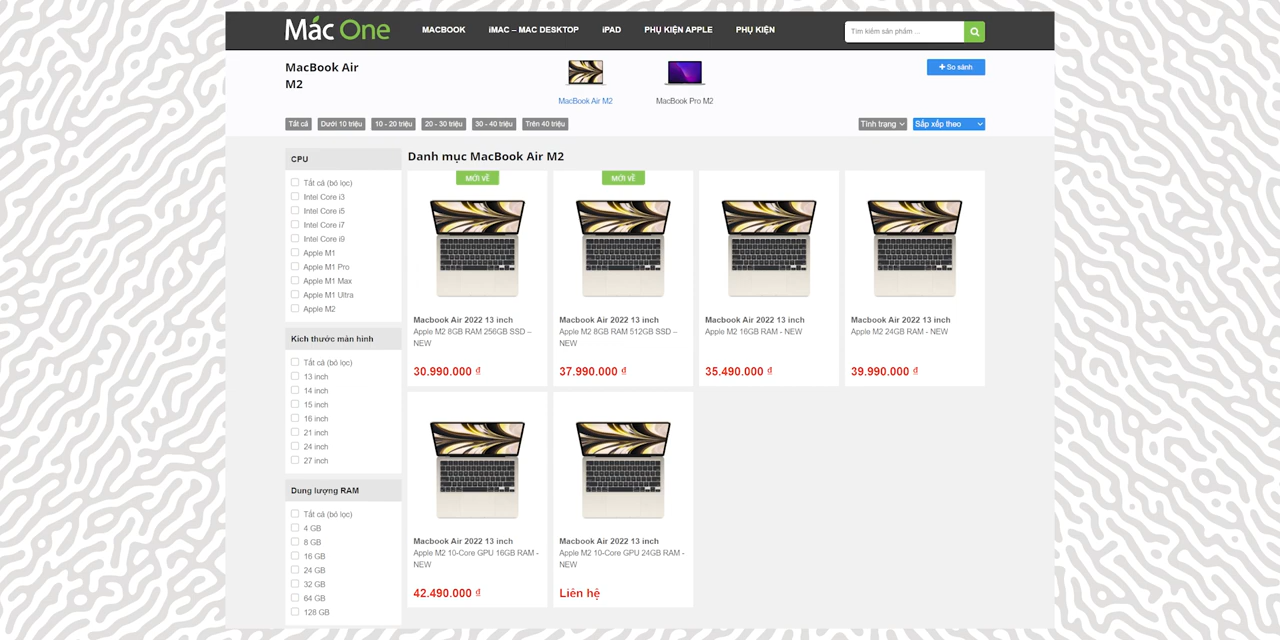 Mác One
MACBOOK
iMAC – MAC DESKTOP
iPAD
PHỤ KIỆN APPLE
PHỤ KIỆN
Tìm kiếm sản phẩm ...
MacBook Air
M2
MacBook Air M2
MacBook Pro M2
+ So sánh
Tất cả
Dưới 10 triệu
10 - 20 triệu
20 - 30 triệu
30 - 40 triệu
Trên 40 triệu
Tình trạng
Sắp xếp theo
CPU
Tất cả (bỏ lọc)
Intel Core i3
Intel Core i5
Intel Core i7
Intel Core i9
Apple M1
Apple M1 Pro
Apple M1 Max
Apple M1 Ultra
Apple M2
Kích thước màn hình
Tất cả (bỏ lọc)
13 inch
14 inch
15 inch
16 inch
21 inch
24 inch
27 inch
Dung lượng RAM
Tất cả (bỏ lọc)
4 GB
8 GB
16 GB
24 GB
32 GB
64 GB
128 GB
Danh mục MacBook Air M2
MỚI VỀ
Macbook Air 2022 13 inch
Apple M2 8GB RAM 256GB SSD –
NEW
30.990.000 ₫
MỚI VỀ
Macbook Air 2022 13 inch
Apple M2 8GB RAM 512GB SSD –
NEW
37.990.000 ₫
Macbook Air 2022 13 inch
Apple M2 16GB RAM - NEW
35.490.000 ₫
Macbook Air 2022 13 inch
Apple M2 24GB RAM - NEW
39.990.000 ₫
Macbook Air 2022 13 inch
Apple M2 10-Core GPU 16GB RAM -
NEW
42.490.000 ₫
Macbook Air 2022 13 inch
Apple M2 10-Core GPU 24GB RAM -
NEW
Liên hệ